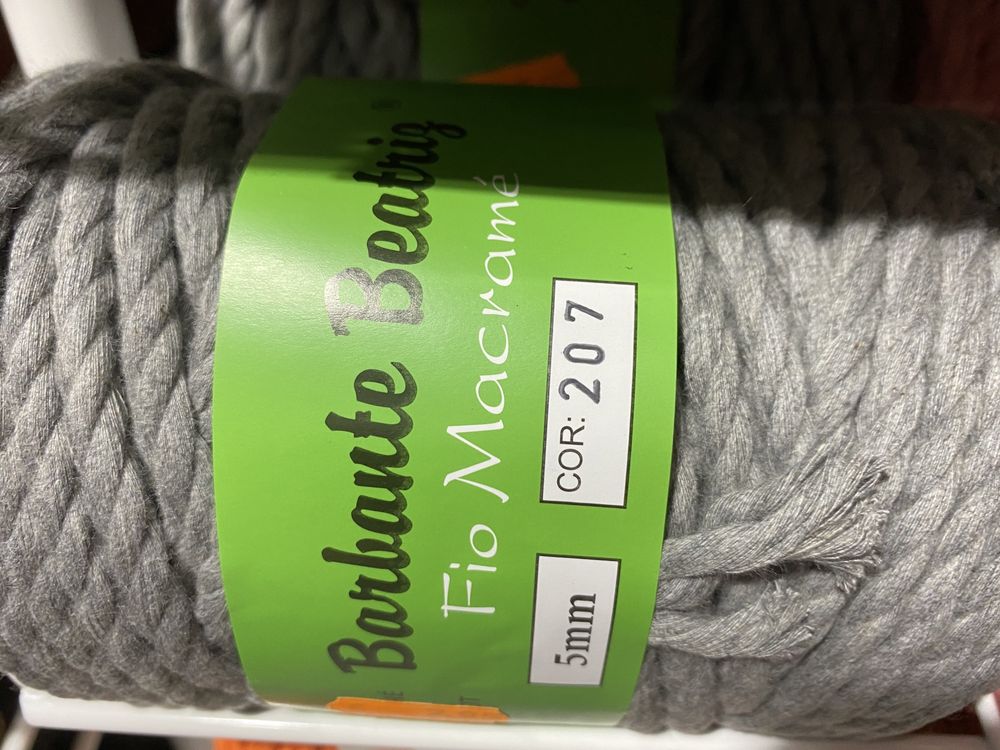 Barbante Beatriz
Fio Macramé
5mm
COR: 207